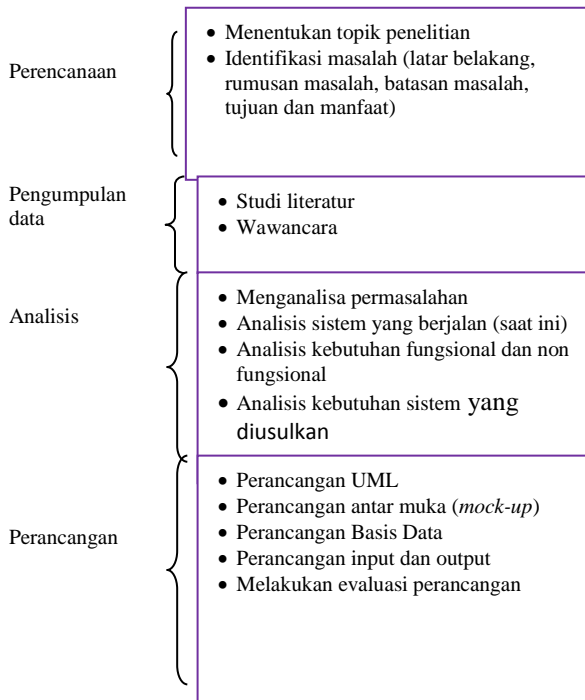 Perencanaan
• Menentukan topik penelitian
• Identifikasi masalah (latar belakang,
rumusan masalah, batasan masalah,
tujuan dan manfaat)
Pengumpulan
data
• Studi literatur
• Wawancara
Analisis
• Menganalisa permasalahan
• Analisis sistem yang berjalan (saat ini)
• Analisis kebutuhan fungsional dan non
fungsional
• Analisis kebutuhan sistem yang
diusulkan
Perancangan
• Perancangan UML
• Perancangan antar muka (mock-up)
• Perancangan Basis Data
• Perancangan input dan output
• Melakukan evaluasi perancangan